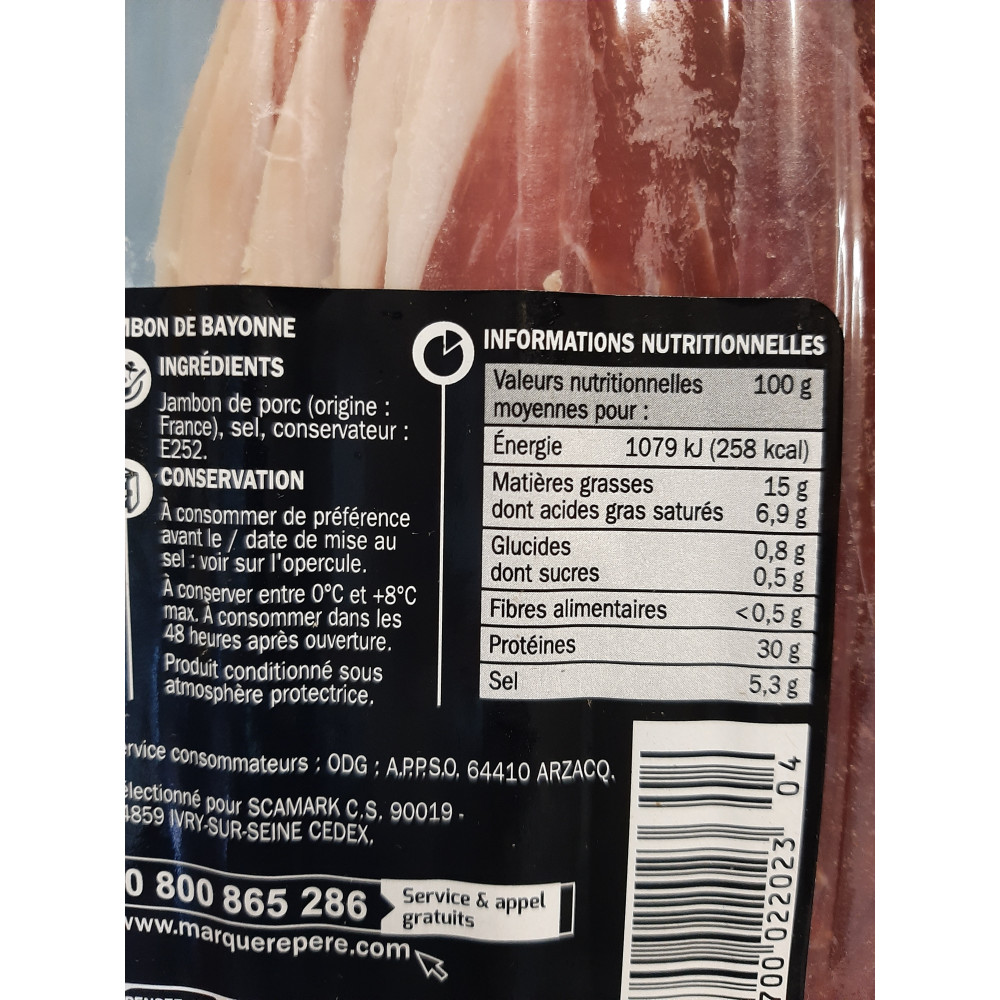 MBON DE BAYONNE
INGRÉDIENTS
Jambon de porc (origine :
France), sel, conservateur :
E252.
CONSERVATION
À consommer de préférence
avant le / date de mise au
sel : voir sur l'opercule.
À conserver entre 0°C et +8°C
max. À consommer dans les
48 heures après ouverture.
Produit conditionné sous
atmosphère protectrice.
INFORMATIONS NUTRITIONNELLES
Valeurs nutritionnelles 100 g
moyennes pour :
Énergie 1079 kJ (258 kcal)
Matières grasses 15 g
dont acides gras saturés 6,9 g
Glucides 0,8 g
dont sucres 0,5 g
Fibres alimentaires <0,5 g
Protéines 30 g
Sel 5,3 g
ervice consommateurs : ODG : A.P.P.S.O. 64410 ARZACQ.
électionné pour SCAMARK C.S. 90019 -
4859 IVRY-SUR-SEINE CEDEX.
0 800 865 286 Service & appel
gratuits
www.marquerepere.com
700 022023 04